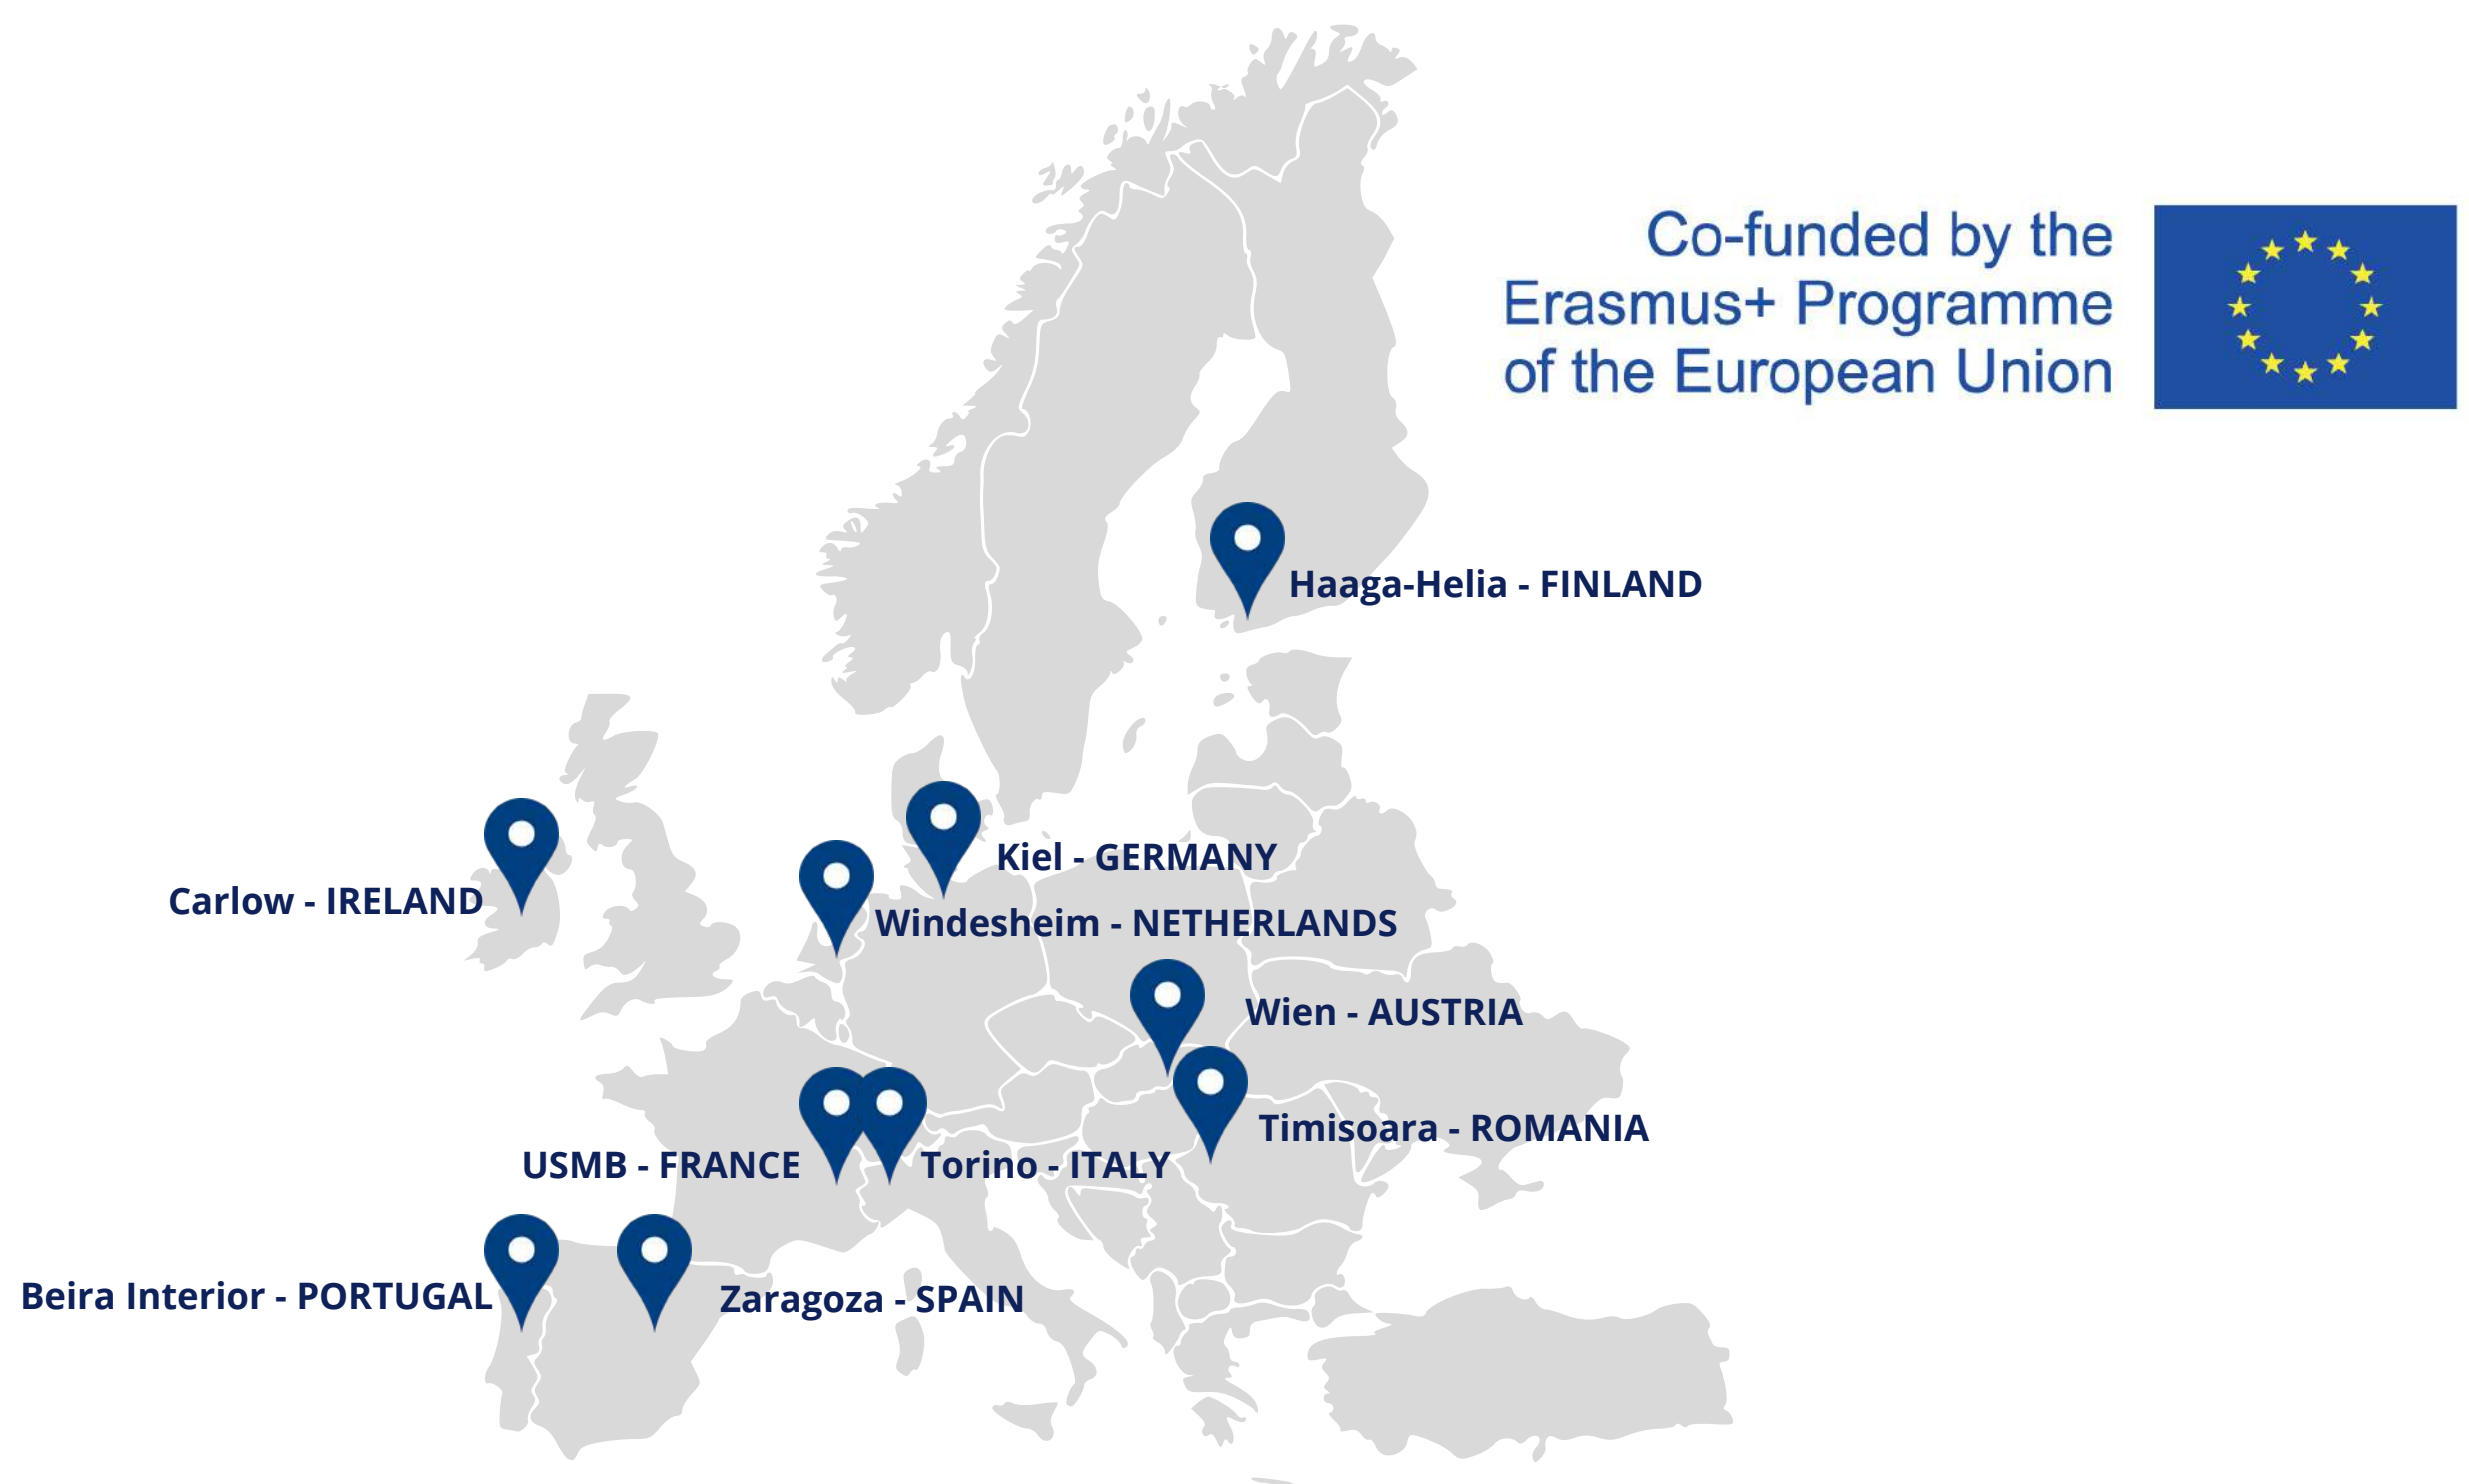 Co-funded by the
Erasmus+ Programme
of the European Union
Haaga-Helia - FINLAND
Kiel - GERMANY
Carlow - IRELAND
Windesheim - NETHERLANDS
Wien - AUSTRIA
Timisoara - ROMANIA
USMB - FRANCE
Torino - ITALY
Beira Interior - PORTUGAL
Zaragoza - SPAIN